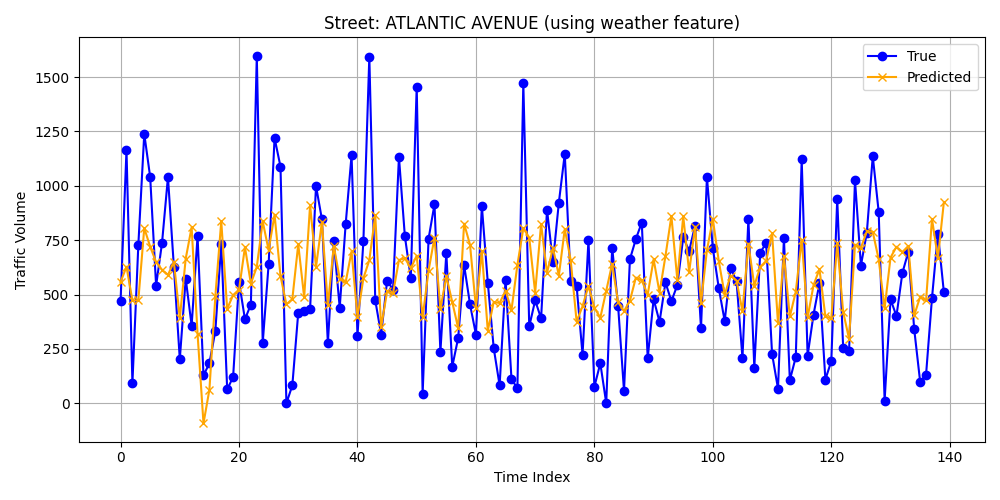 Street: ATLANTIC AVENUE (using weather feature)
True
Predicted
1500
1250
1000
750
500
250
0
Traffic Volume
0 20 40 60 80 100 120 140
Time Index